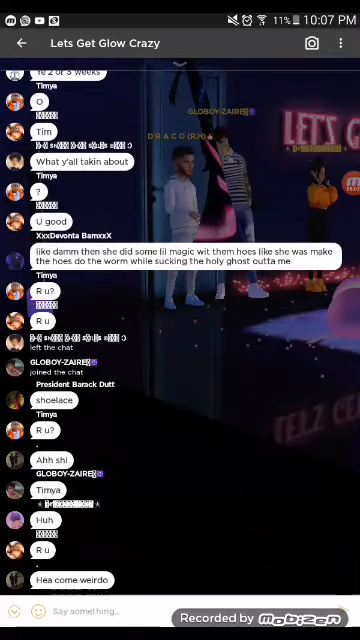 11% 10:07 PM
Lets Get Glow Crazy
Ye 2 or 3 weeks
Timya
O
Tim
What y'all takin about
Timya
?
U good
XxxDevonta BamxxX
like damm then she did some lil magic wit them hoes like she was make
the hoes do the worm while sucking the holy ghost outta me
Timya
R u?
R u
left the chat
GLOBOY-ZAIRE
joined the chat
President Barack Dutt
shoelace
Timya
R u?
.
Ahh shi
GLOBOY-ZAIRE
Timya
Huh
R u
.
Hea come weirdo
Say something...
GLOBOY-ZAIRE
D R A C O (R.H)
LET'S G
Recorded by Mobizen